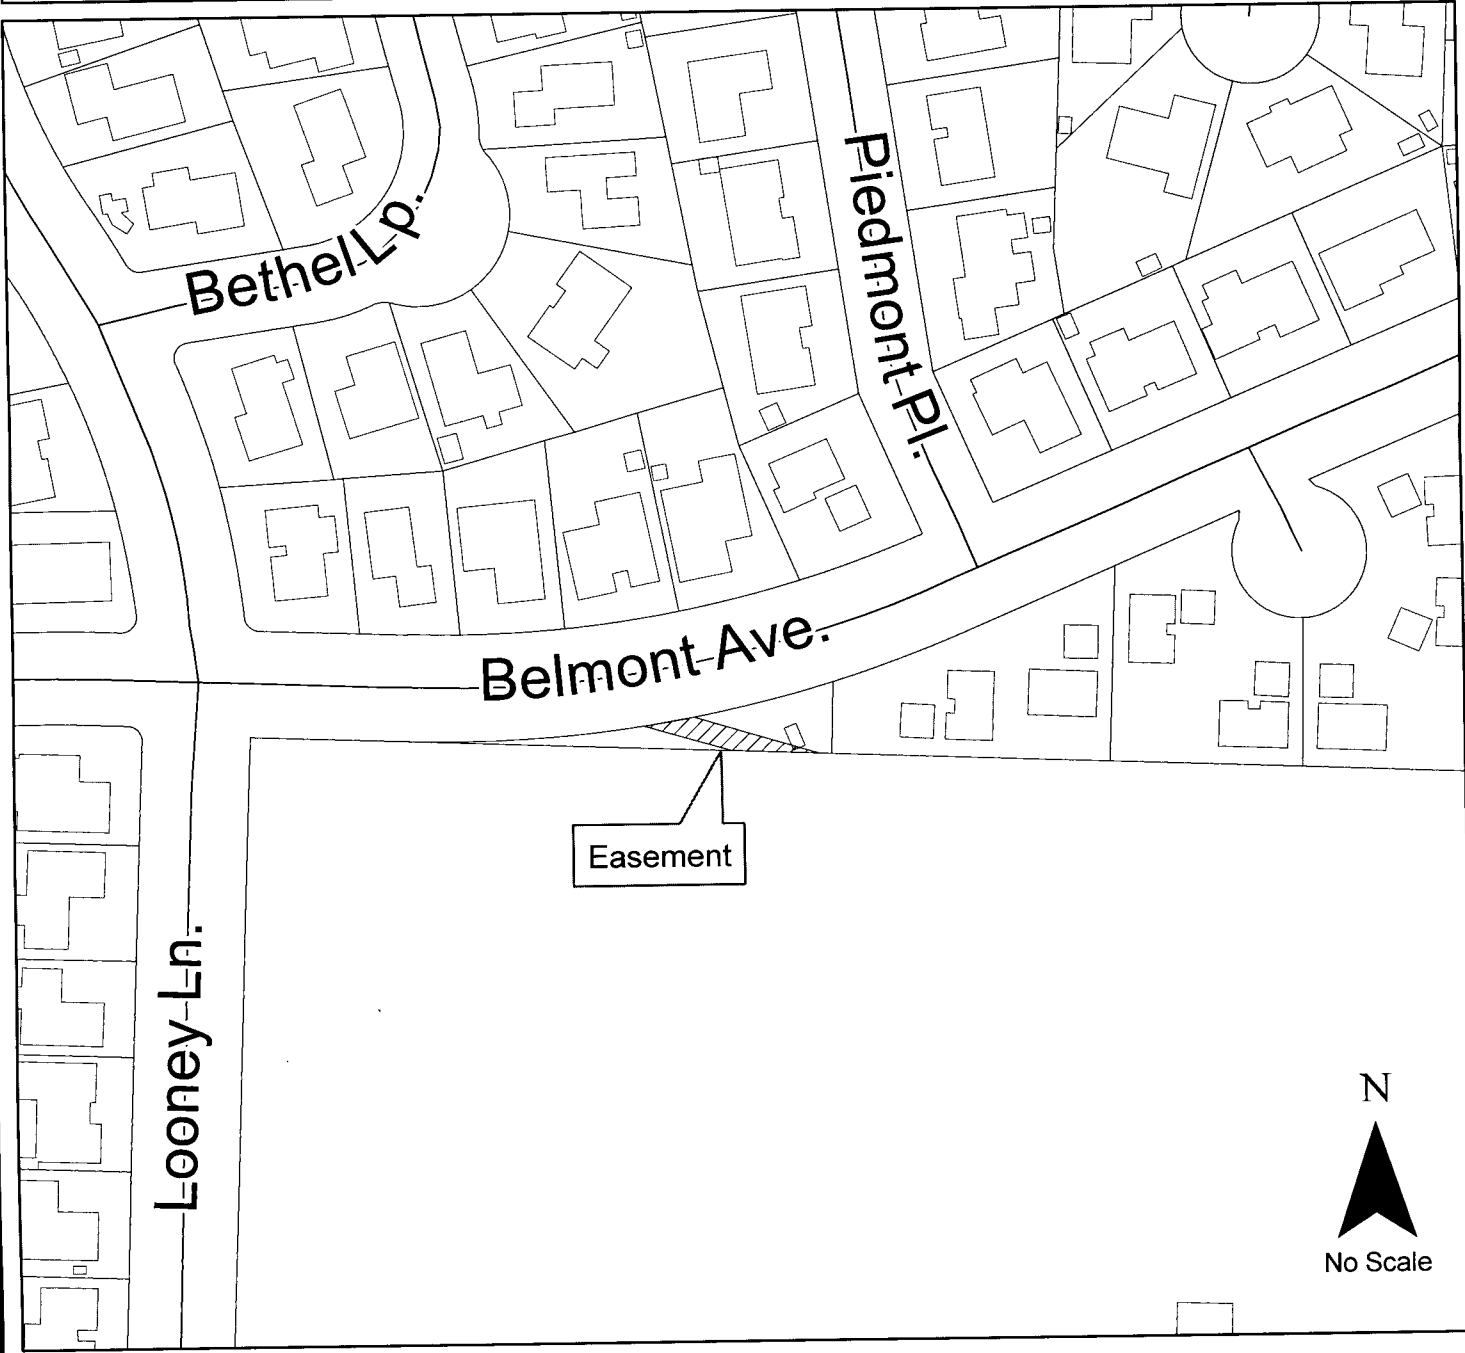 Bethel Lp.
Piedmont Pl.
Belmont Ave.
Easement
Looney Ln.
N
No Scale